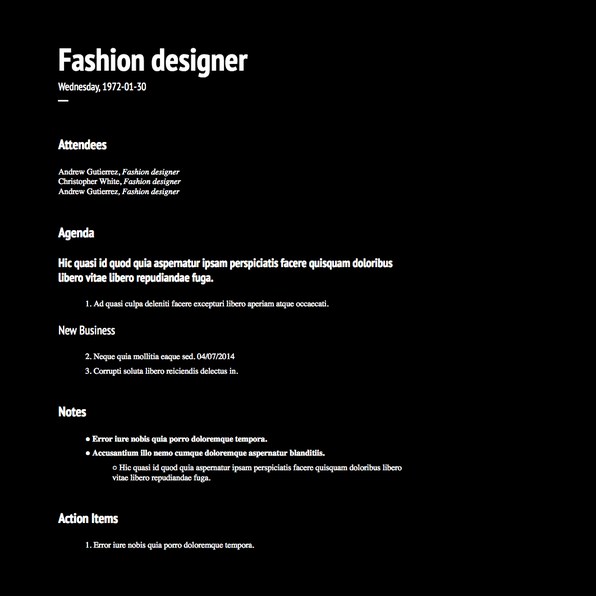 Fashion designer
Wednesday, 1972-01-30
—
Attendees
Andrew Gutierrez, Fashion designer
Christopher White, Fashion designer
Andrew Gutierrez, Fashion designer
Agenda
Hic quasi id quod quia aspernatur ipsam perspiciatis facere quisquam doloribus
libero vitae libero repudiandae fuga.
1. Ad quasi culpa deleniti facere excepturi libero aperiam atque occaecati.
New Business
2. Neque quia mollitia eaque sed. 04/07/2014
3. Corrupti soluta libero reiciendis delectus in.
Notes
● Error iure nobis quia porro doloremque tempora.
● Accusantium illo nemo cumque doloremque aspernatur blanditiis.
○ Hic quasi id quod quia aspernatur ipsam perspiciatis facere quisquam doloribus libero
vitae libero repudiandae fuga.
Action Items
1. Error iure nobis quia porro doloremque tempora.